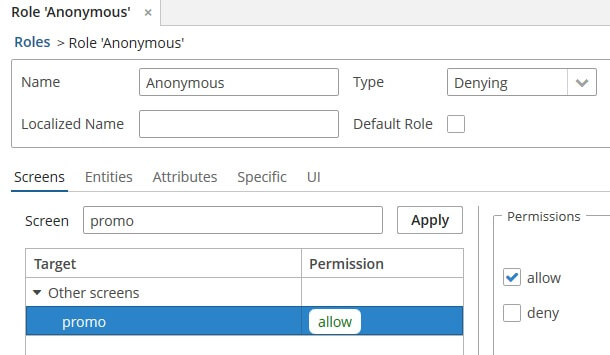 Role 'Anonymous' ×
Roles > Role 'Anonymous'
Name Anonymous Type Denying
Localized Name Default Role
Screens Entities Attributes Specific UI
Screen promo Apply
Permissions
Target Permission
Other screens
allow
promo allow
deny